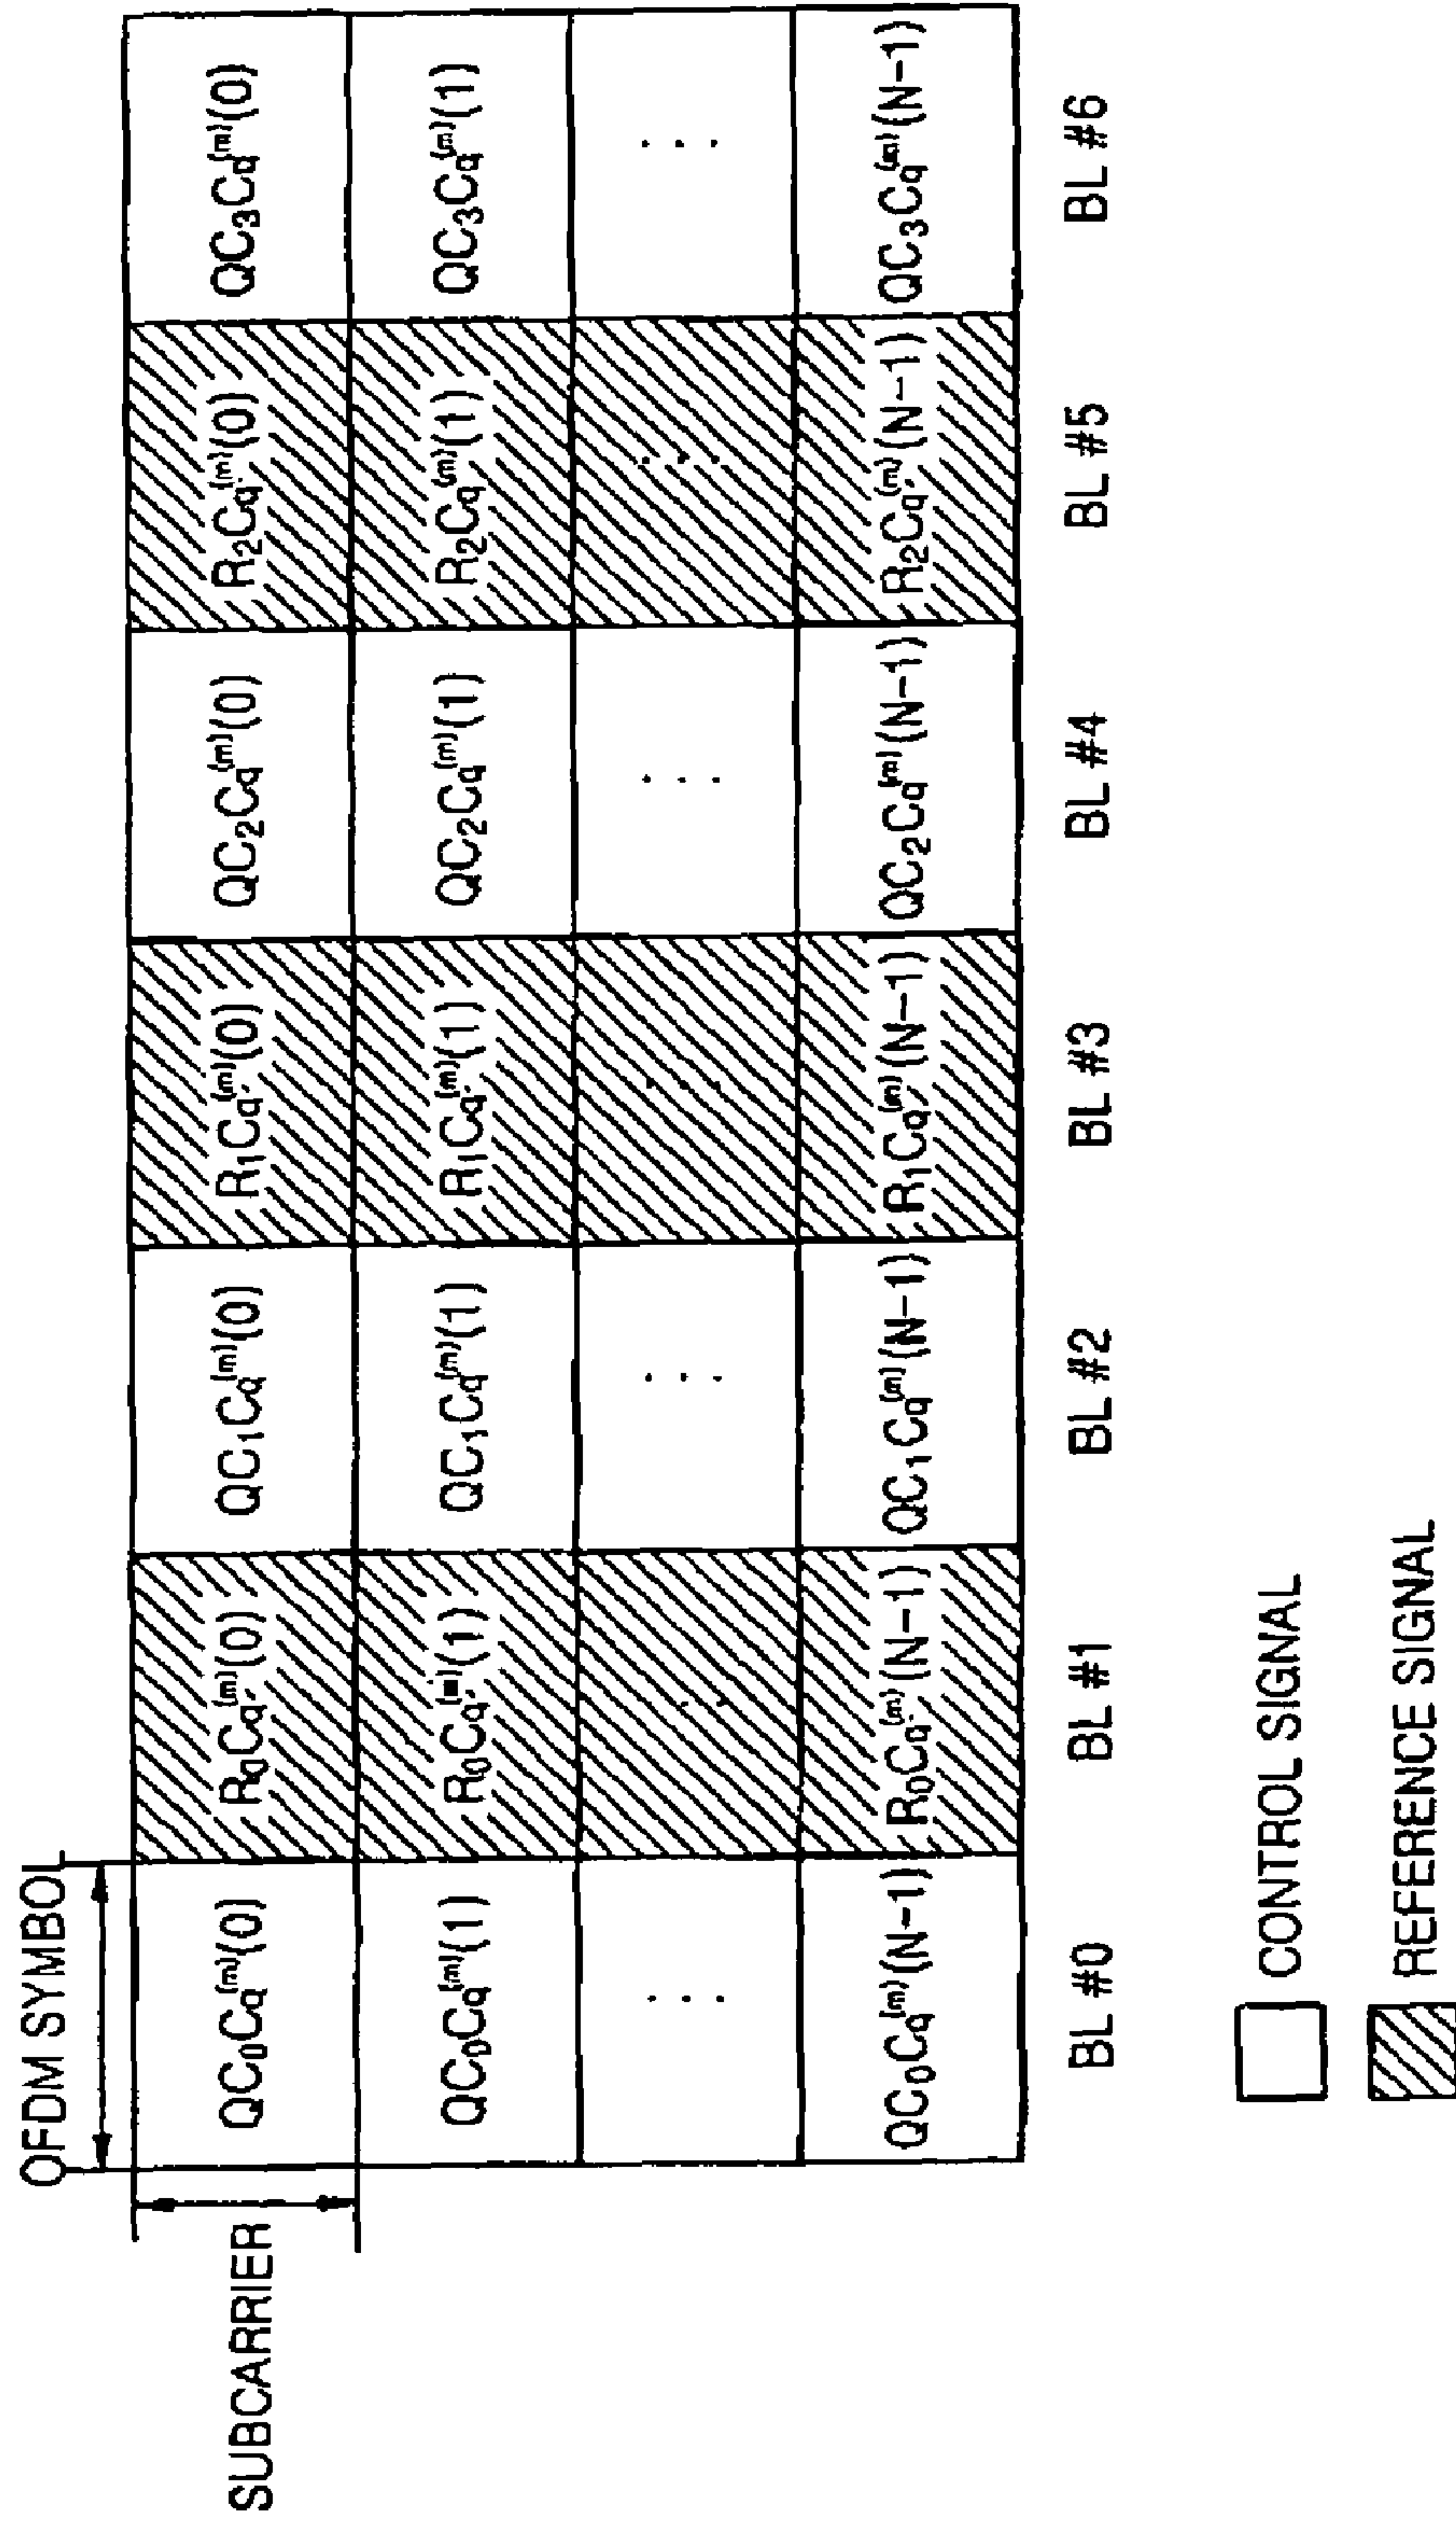 OFDM SYMBOL
SUBCARRIER
QC₀Cq⁽ᵐ⁾(0) R₀Cq⁽ᵐ⁾(0) QC₁Cq⁽ᵐ⁾(0) R₁Cq⁽ᵐ⁾(0) QC₂Cq⁽ᵐ⁾(0) R₂Cq⁽ᵐ⁾(0) QC₃Cq⁽ᵐ⁾(0)
QC₀Cq⁽ᵐ⁾(1) R₀Cq⁽ᵐ⁾(1) QC₁Cq⁽ᵐ⁾(1) R₁Cq⁽ᵐ⁾(1) QC₂Cq⁽ᵐ⁾(1) R₂Cq⁽ᵐ⁾(1) QC₃Cq⁽ᵐ⁾(1)
... ... ... ... ... ... ...
QC₀Cq⁽ᵐ⁾(N-1) R₀Cq⁽ᵐ⁾(N-1) QC₁Cq⁽ᵐ⁾(N-1) R₁Cq⁽ᵐ⁾(N-1) QC₂Cq⁽ᵐ⁾(N-1) R₂Cq⁽ᵐ⁾(N-1) QC₃Cq⁽ᵐ⁾(N-1)
BL #0 BL #1 BL #2 BL #3 BL #4 BL #5 BL #6
CONTROL SIGNAL
REFERENCE SIGNAL